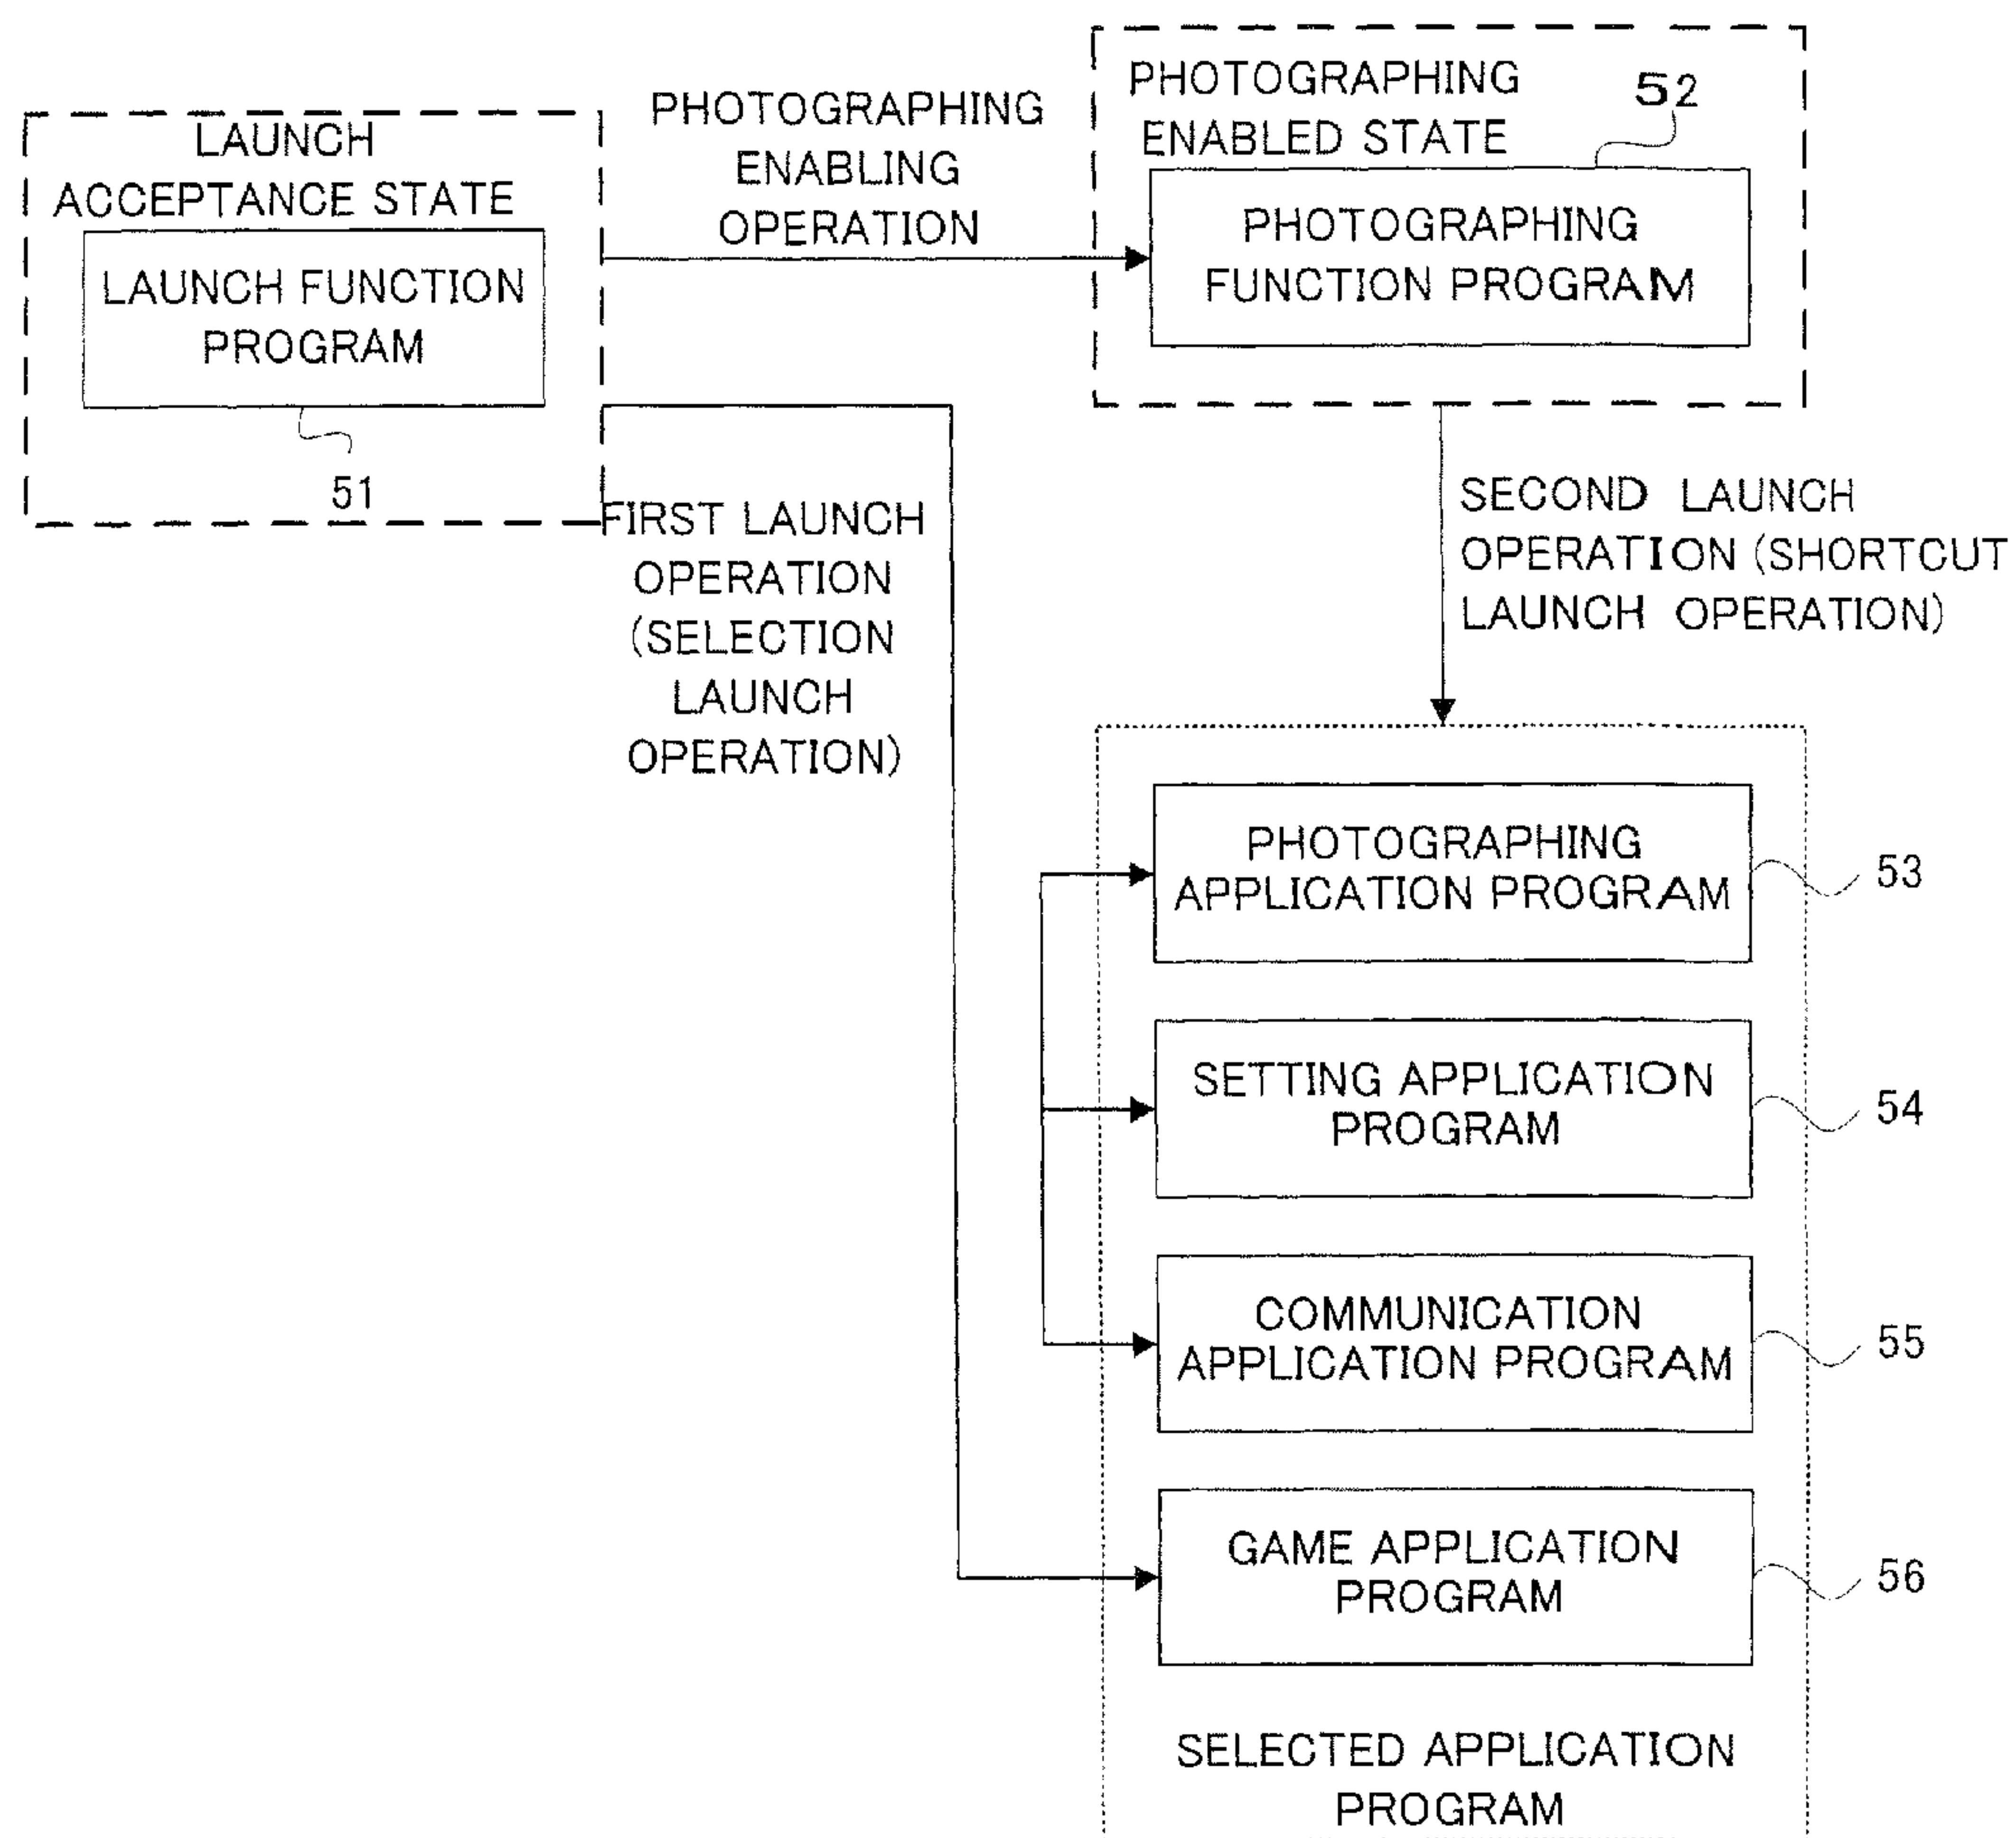 LAUNCH
ACCEPTANCE STATE
LAUNCH FUNCTION
PROGRAM
51
PHOTOGRAPHING
ENABLING
OPERATION
PHOTOGRAPHING
ENABLED STATE
52
PHOTOGRAPHING
FUNCTION PROGRAM
FIRST LAUNCH
OPERATION
(SELECTION
LAUNCH
OPERATION)
SECOND LAUNCH
OPERATION (SHORTCUT
LAUNCH OPERATION)
PHOTOGRAPHING
APPLICATION PROGRAM
53
SETTING APPLICATION
PROGRAM
54
COMMUNICATION
APPLICATION PROGRAM
55
GAME APPLICATION
PROGRAM
56
SELECTED APPLICATION
PROGRAM